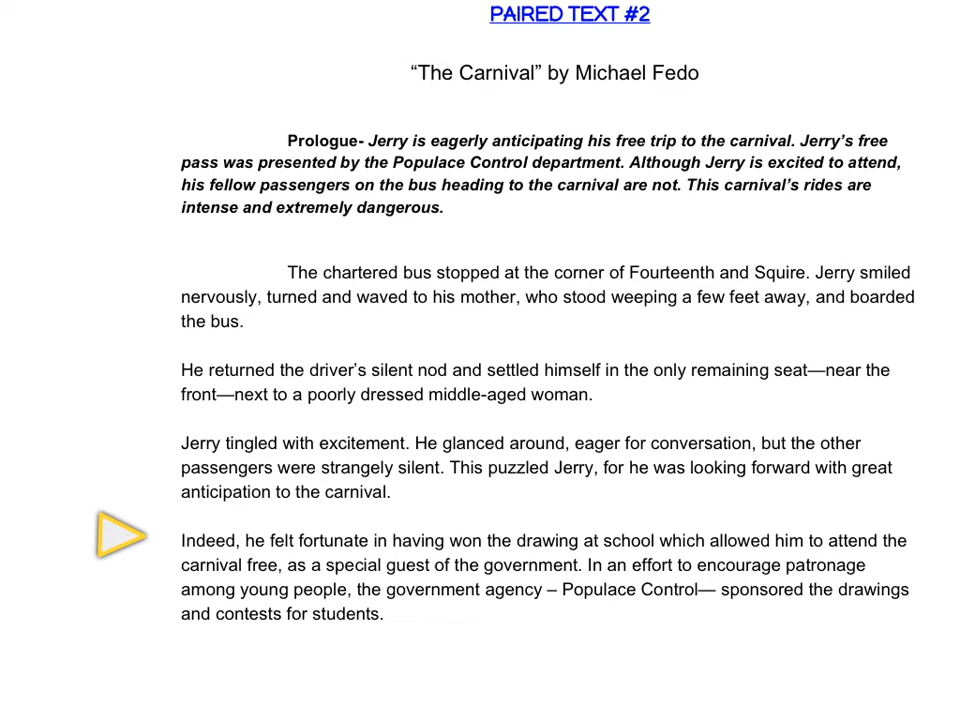 PAIRED TEXT #2
“The Carnival” by Michael Fedo
Prologue- Jerry is eagerly anticipating his free trip to the carnival. Jerry’s free
pass was presented by the Populace Control department. Although Jerry is excited to attend,
his fellow passengers on the bus heading to the carnival are not. This carnival’s rides are
intense and extremely dangerous.
The chartered bus stopped at the corner of Fourteenth and Squire. Jerry smiled
nervously, turned and waved to his mother, who stood weeping a few feet away, and boarded
the bus.
He returned the driver’s silent nod and settled himself in the only remaining seat—near the
front—next to a poorly dressed middle-aged woman.
Jerry tingled with excitement. He glanced around, eager for conversation, but the other
passengers were strangely silent. This puzzled Jerry, for he was looking forward with great
anticipation to the carnival.
Indeed, he felt fortunate in having won the drawing at school which allowed him to attend the
carnival free, as a special guest of the government. In an effort to encourage patronage
among young people, the government agency – Populace Control— sponsored the drawings
and contests for students.